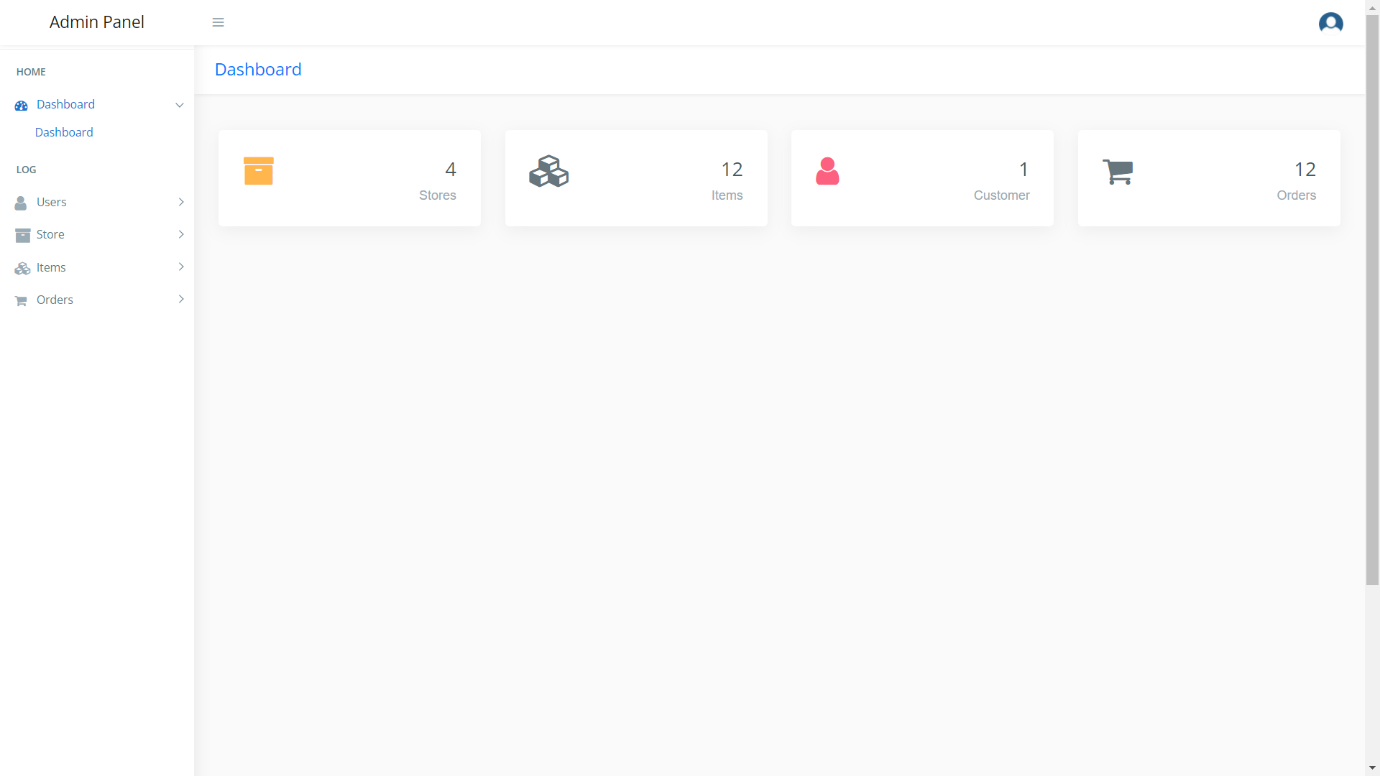 Admin Panel
HOME
Dashboard
Dashboard
LOG
Users
Store
Items
Orders
Dashboard
4
Stores
12
Items
1
Customer
12
Orders